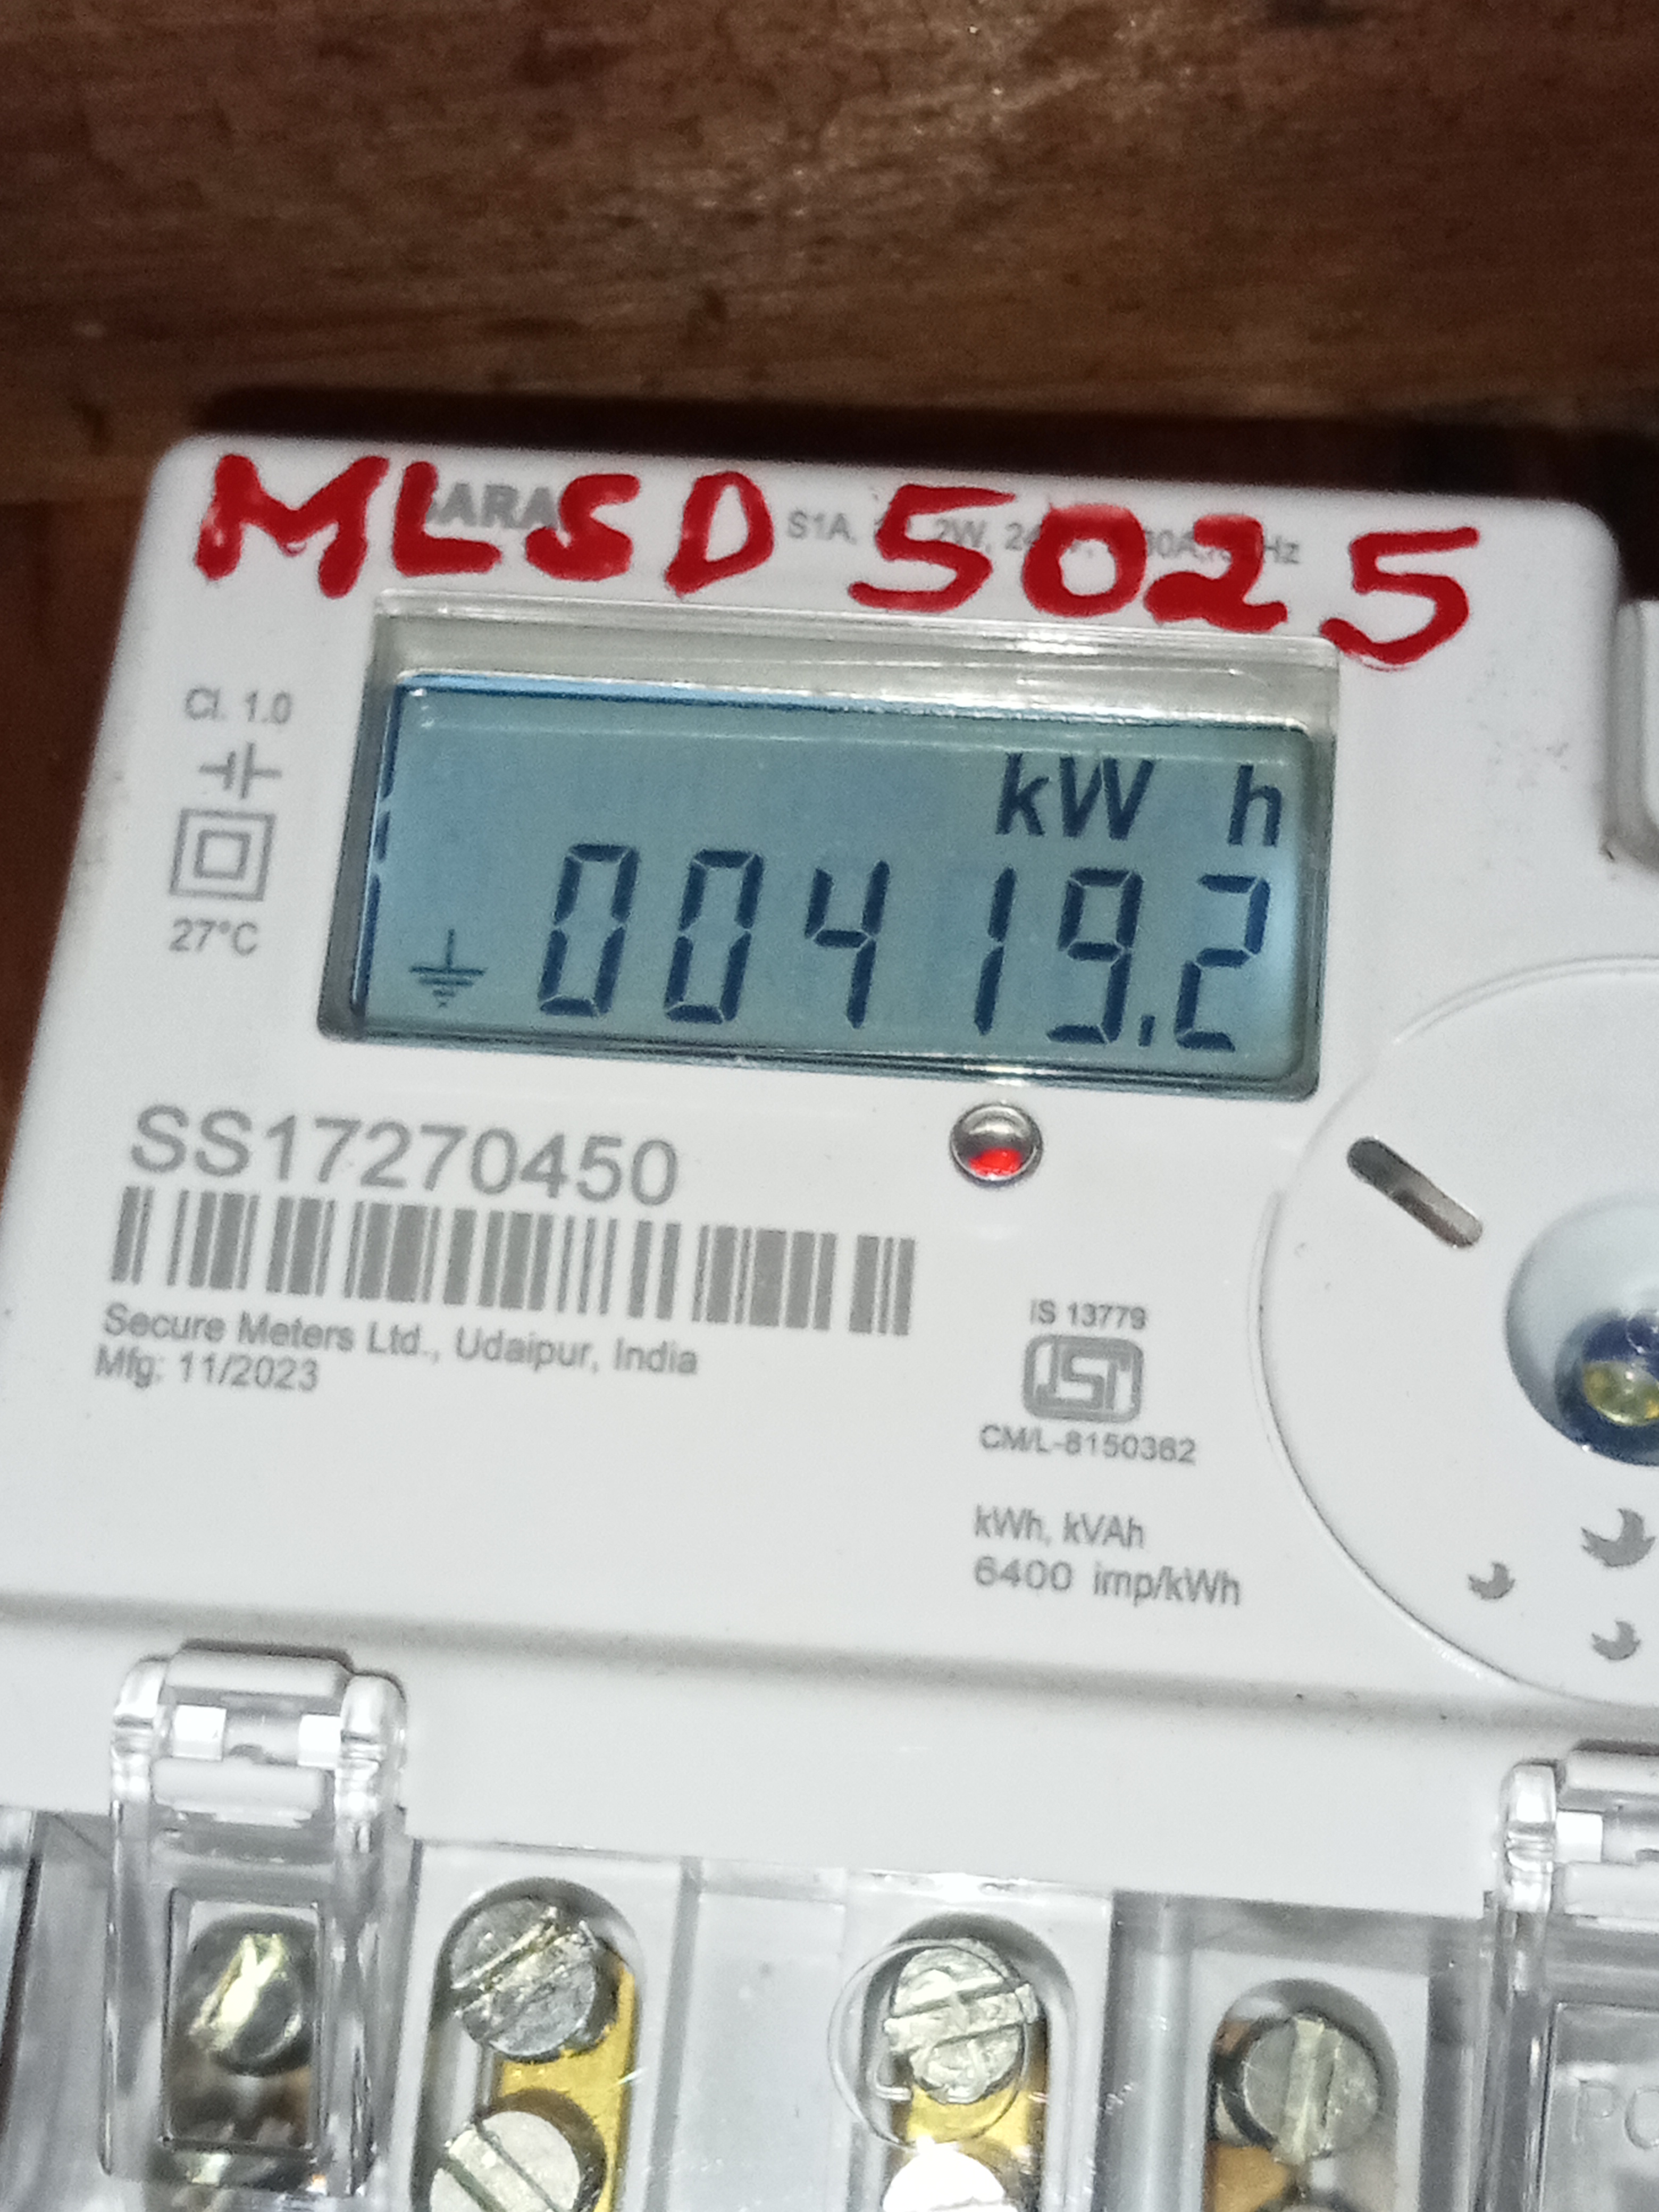 MLSD 5025
S1A,
Cl. 1.0
27°C
kW h
00419.2
SS17270450
Secure Meters Ltd., Udaipur, India
Mfg: 11/2023
IS 13779
ISI
CM/L-8150362
kWh, kVAh
6400 imp/kWh